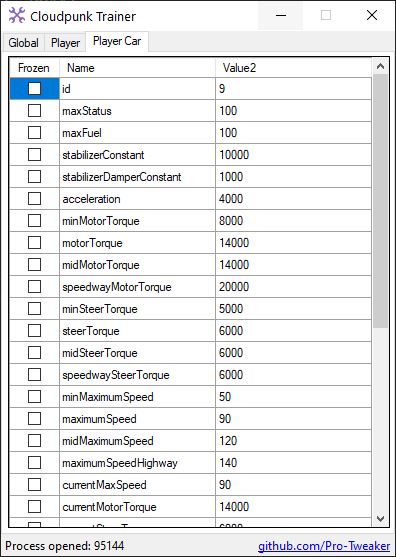 Cloudpunk Trainer
Global Player Player Car
Frozen Name Value2
id 9
maxStatus 100
maxFuel 100
stabilizerConstant 10000
stabilizerDamperConstant 1000
acceleration 4000
minMotorTorque 8000
motorTorque 14000
midMotorTorque 14000
speedwayMotorTorque 20000
minSteerTorque 5000
steerTorque 6000
midSteerTorque 6000
speedwaySteerTorque 6000
minMaximumSpeed 50
maximumSpeed 90
midMaximumSpeed 120
maximumSpeedHighway 140
currentMaxSpeed 90
currentMotorTorque 14000
Process opened: 95144 github.com/Pro-Tweaker